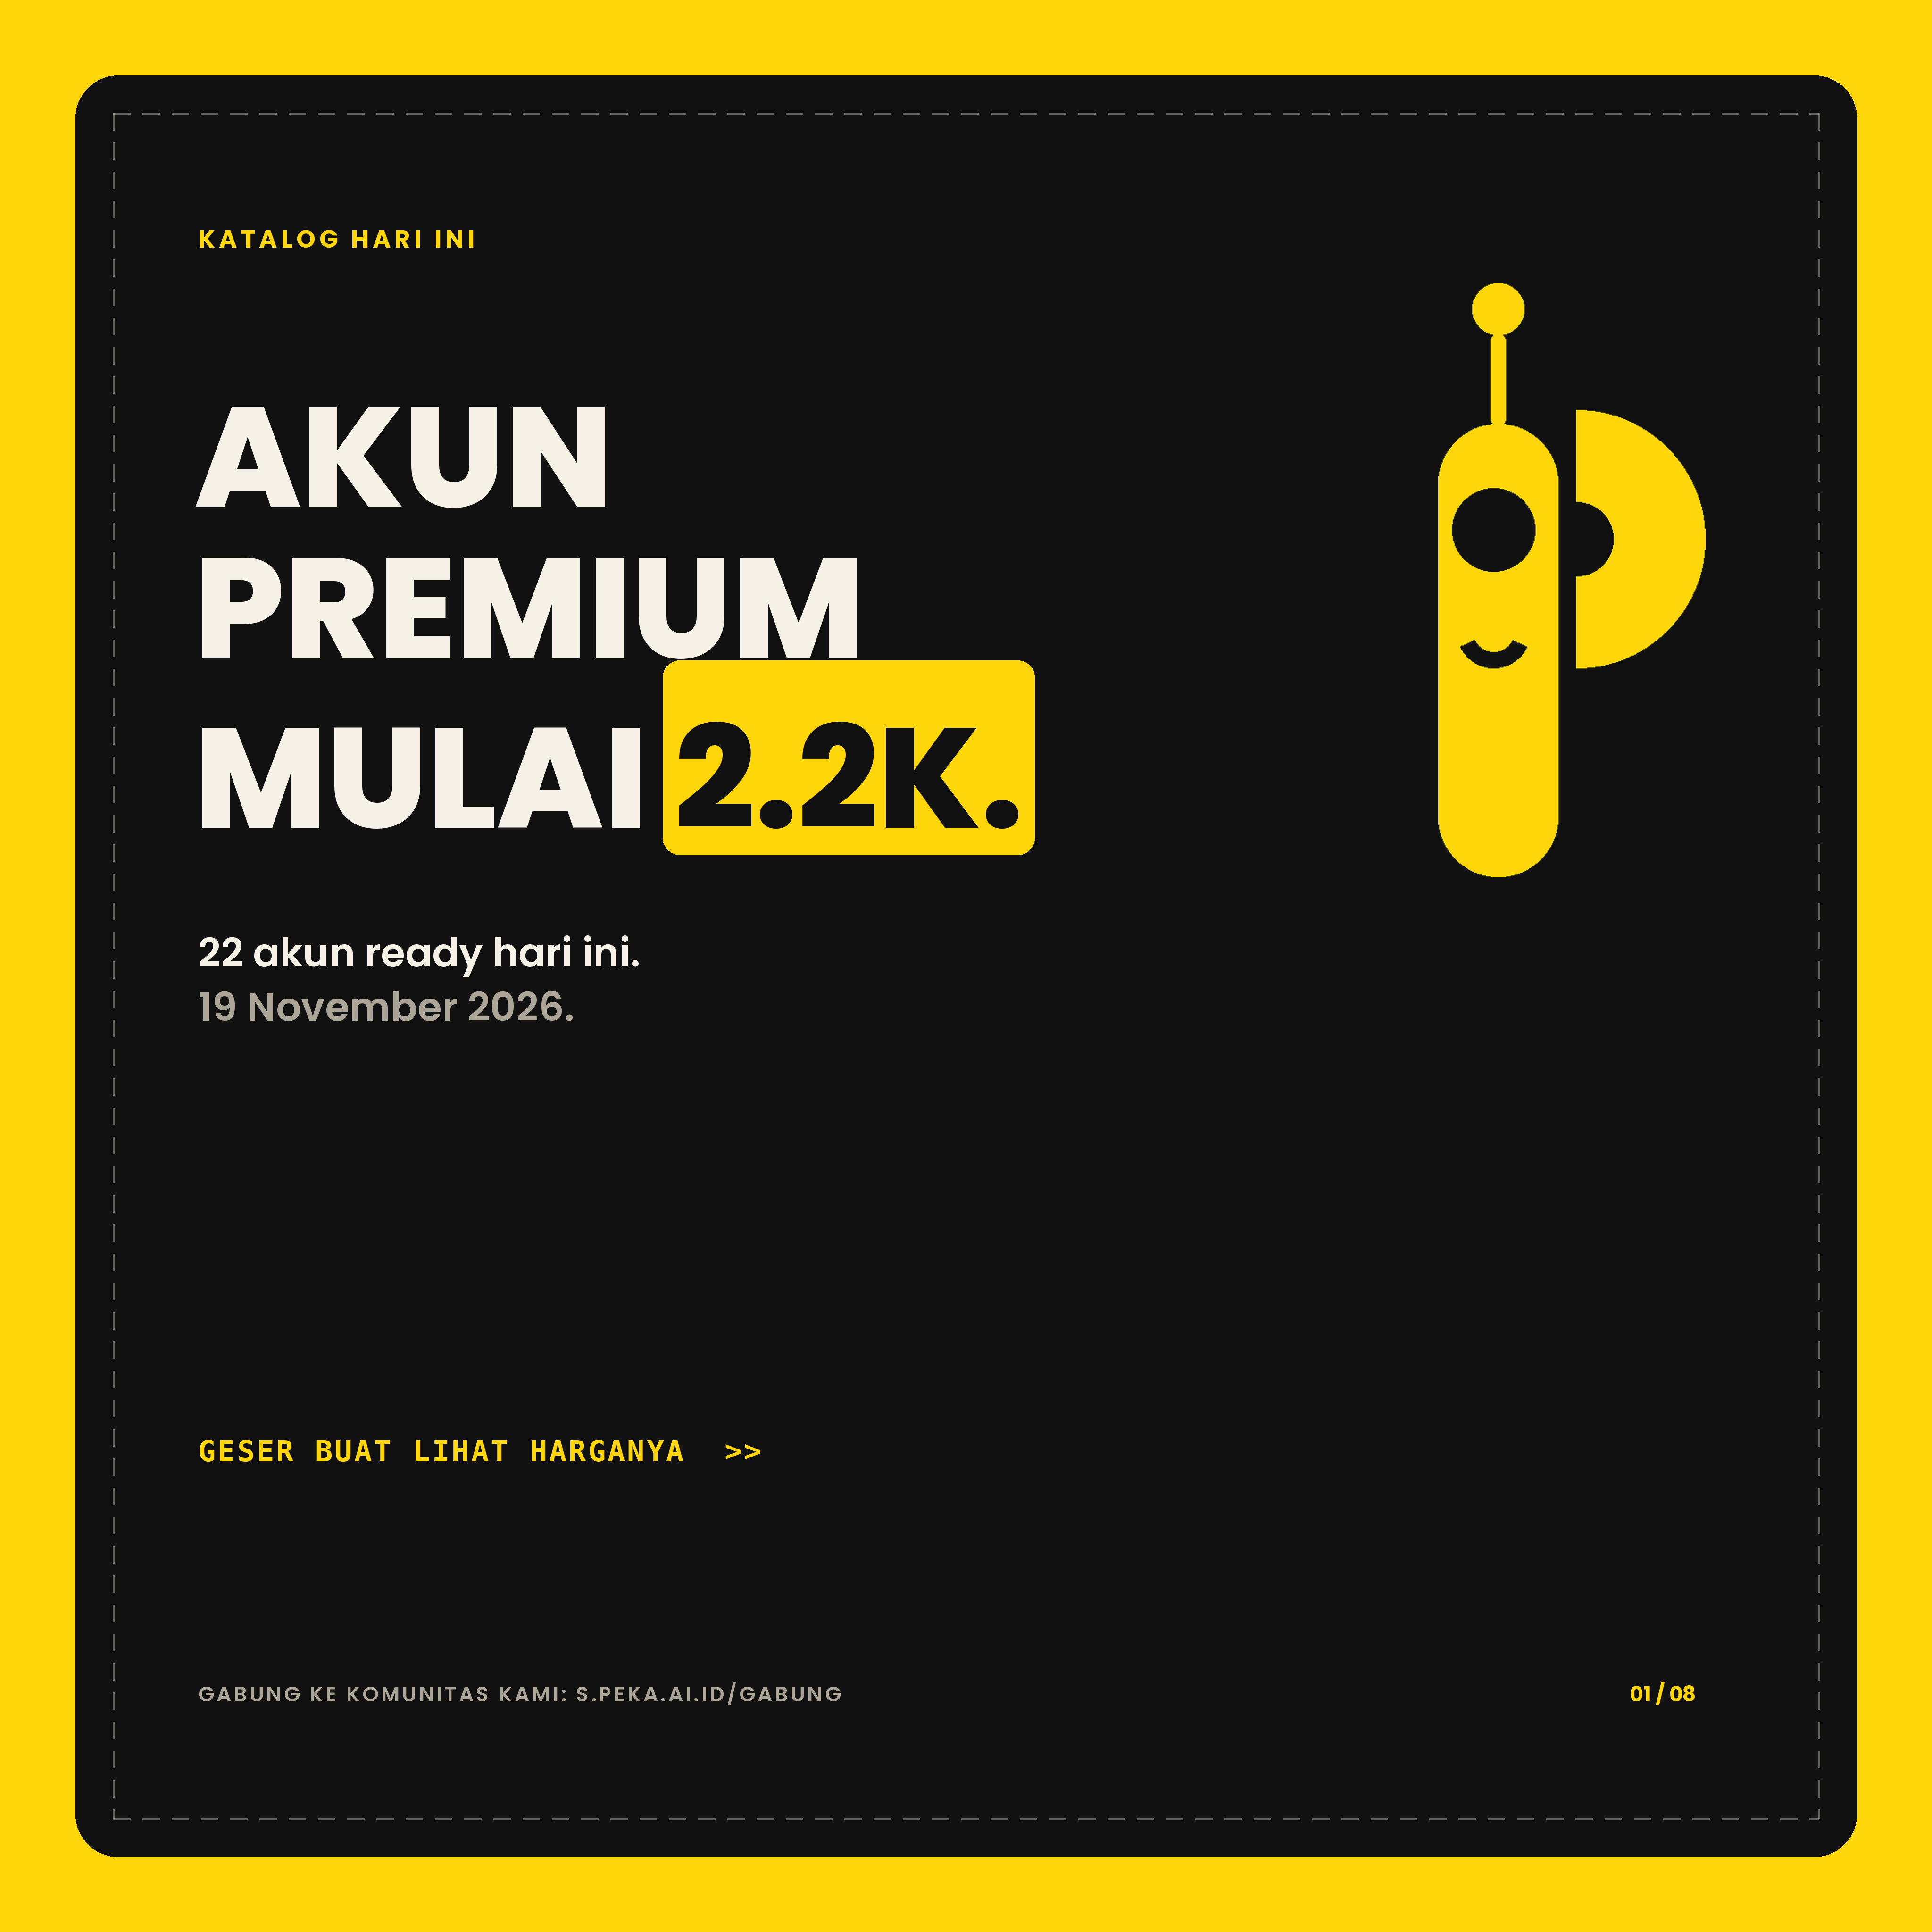 KATALOG HARI INI
AKUN
PREMIUM
MULAI 2.2K.
22 akun ready hari ini.
19 November 2026.
GESER BUAT LIHAT HARGANYA >>
GABUNG KE KOMUNITAS KAMI: S.PEKA.AI.ID/GABUNG
01 / 08